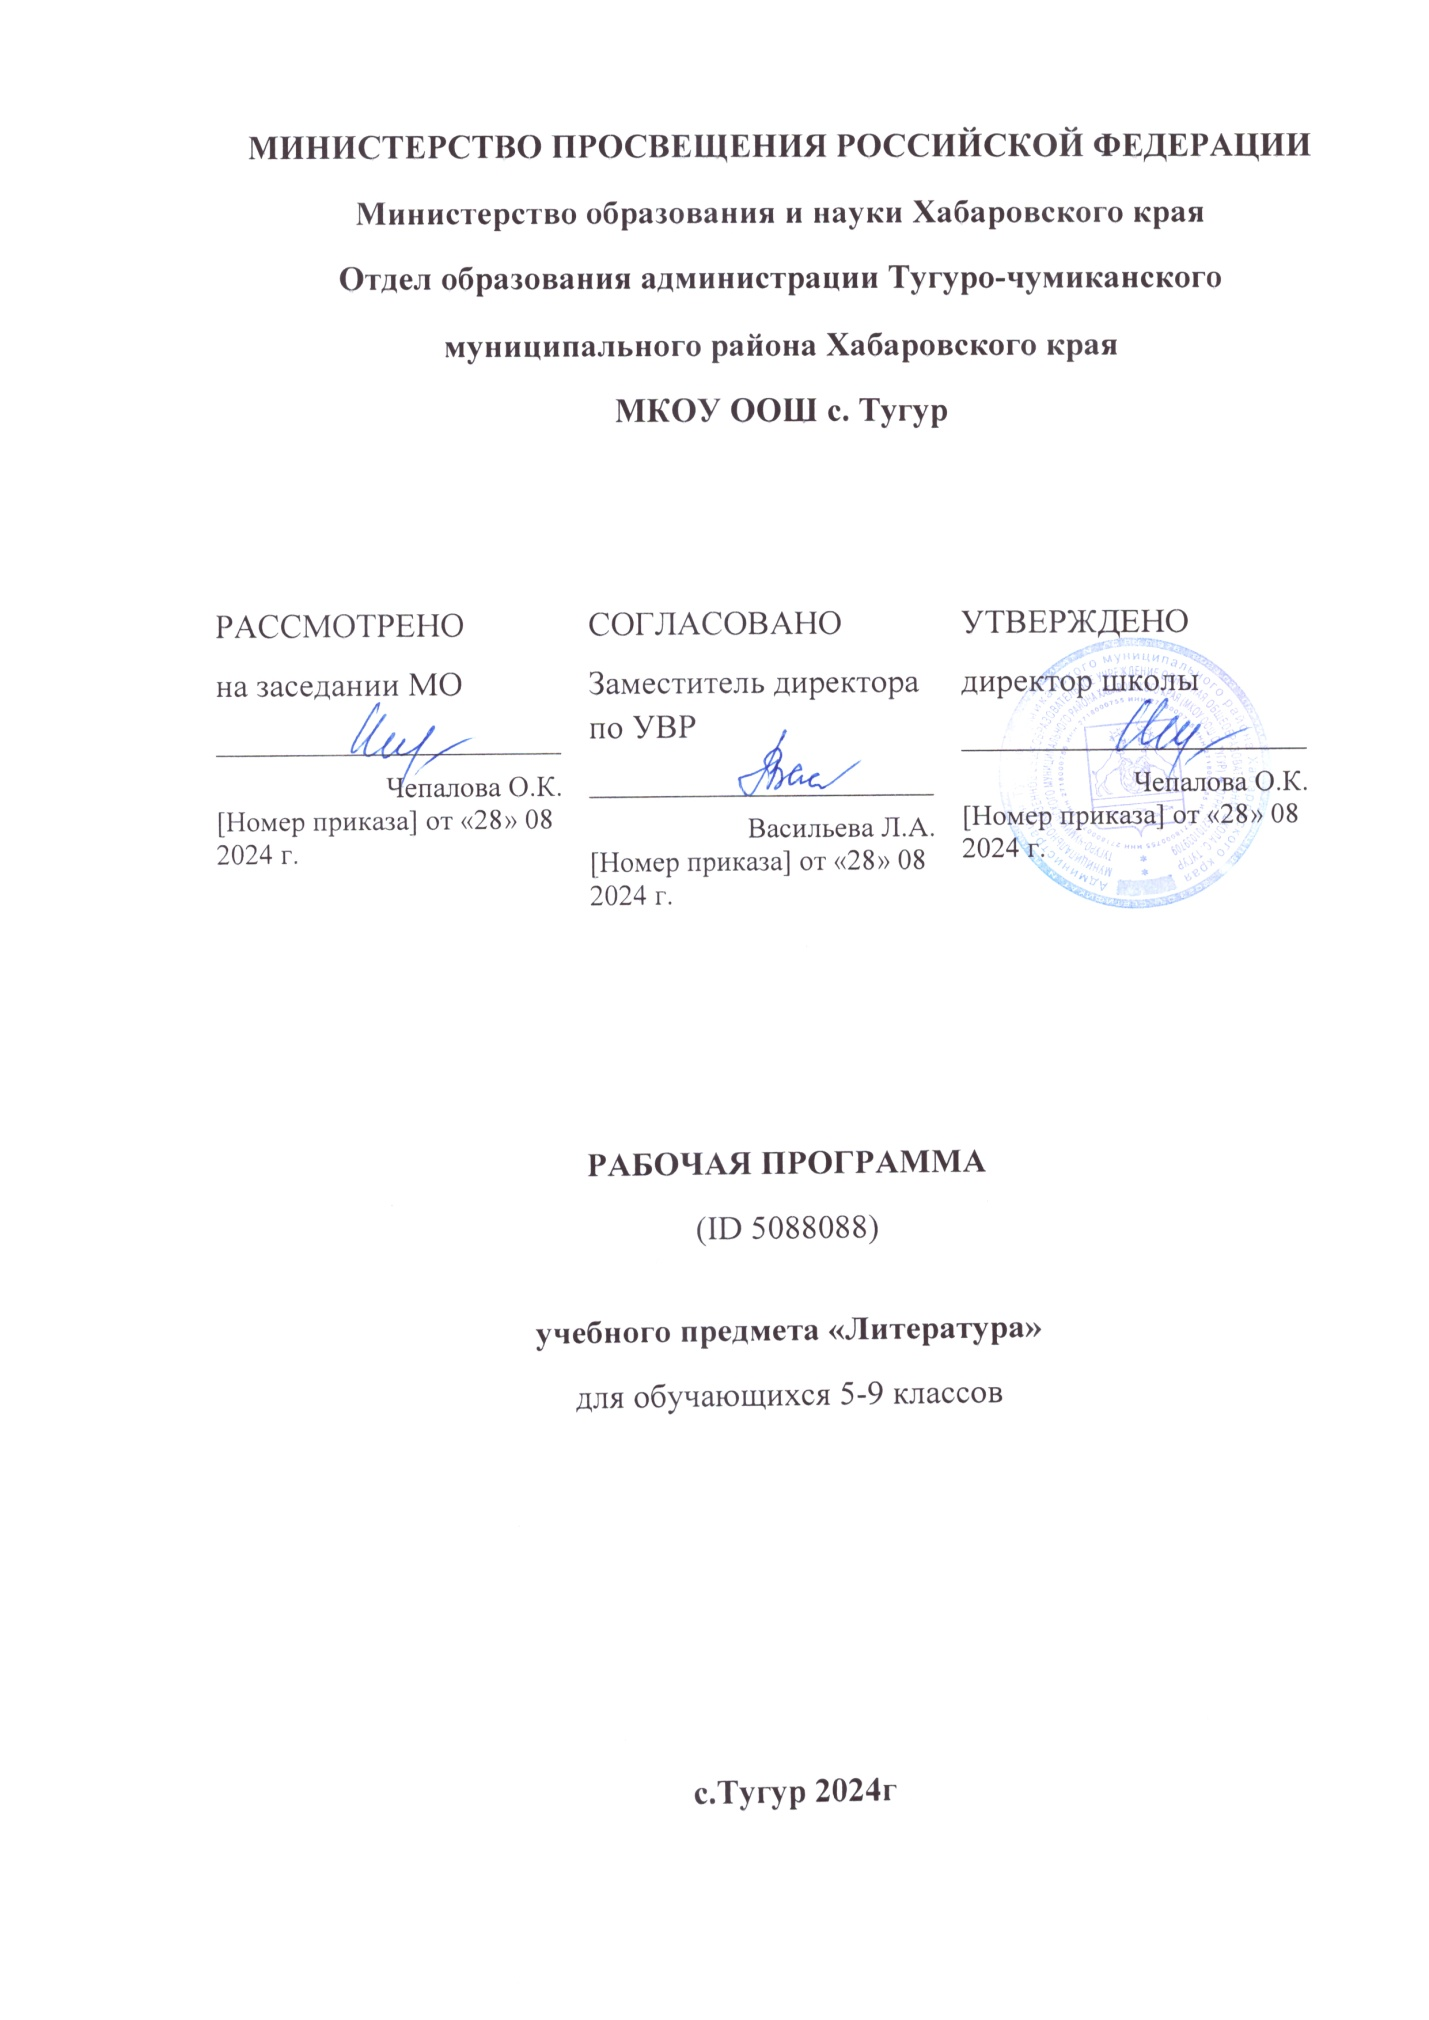 МИНИСТЕРСТВО ПРОСВЕЩЕНИЯ РОССИЙСКОЙ ФЕДЕРАЦИИ
Министерство образования и науки Хабаровского края
Отдел образования администрации Тугуро-чумиканского
муниципального района Хабаровского края
МКОУ ООШ с. Тугур
РАССМОТРЕНО
на заседании МО
Чепалова О.К.
[Номер приказа] от «28» 08
2024 г.
СОГЛАСОВАНО
Заместитель директора
по УВР
Васильева Л.А.
[Номер приказа] от «28» 08
2024 г.
УТВЕРЖДЕНО
директор школы
Чепалова О.К.
[Номер приказа] от «28» 08
2024 г.
РАБОЧАЯ ПРОГРАММА
(ID 5088088)
учебного предмета «Литература»
для обучающихся 5-9 классов
с.Тугур 2024г